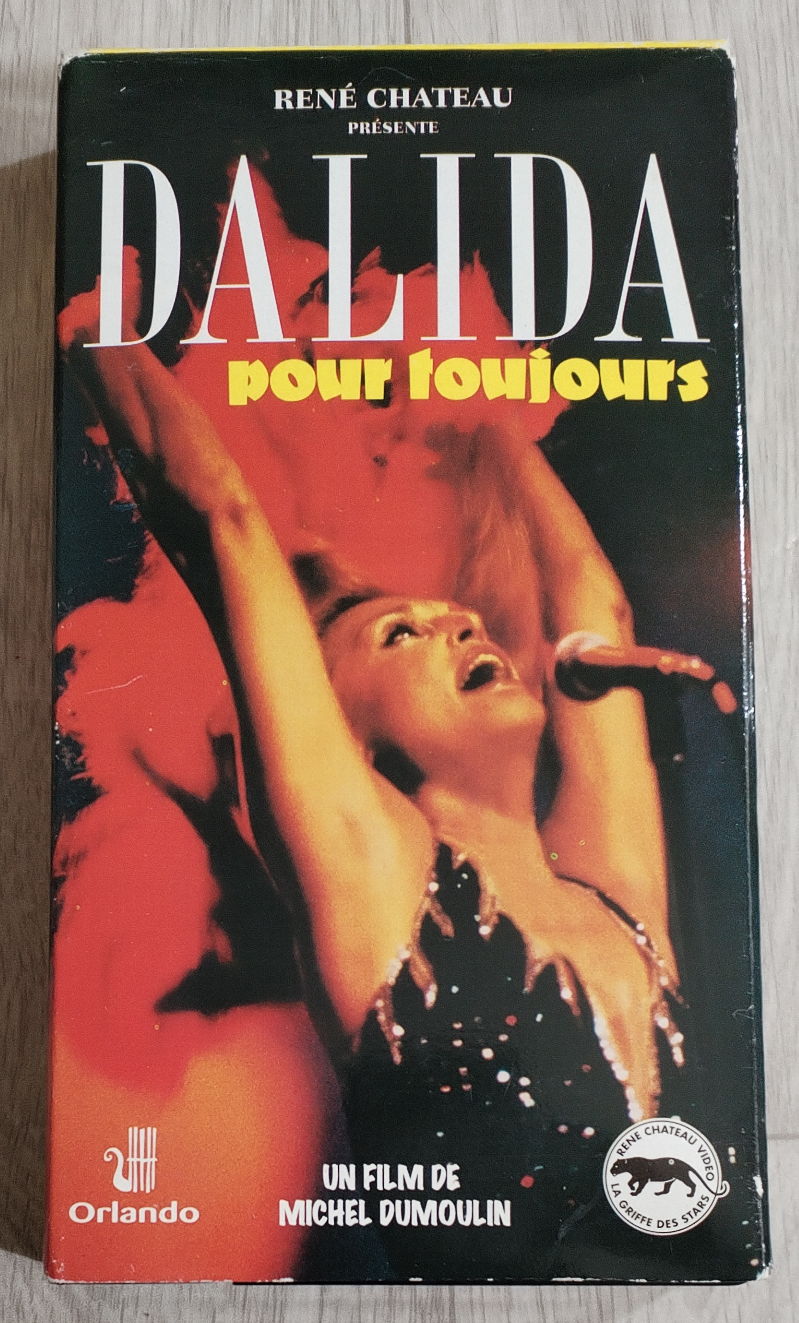 RENÉ CHATEAU
PRÉSENTE
DALIDA
pour toujours
Orlando
UN FILM DE
MICHEL DUMOULIN
RENE CHATEAU VIDEO
LA GRIFFE DES STARS